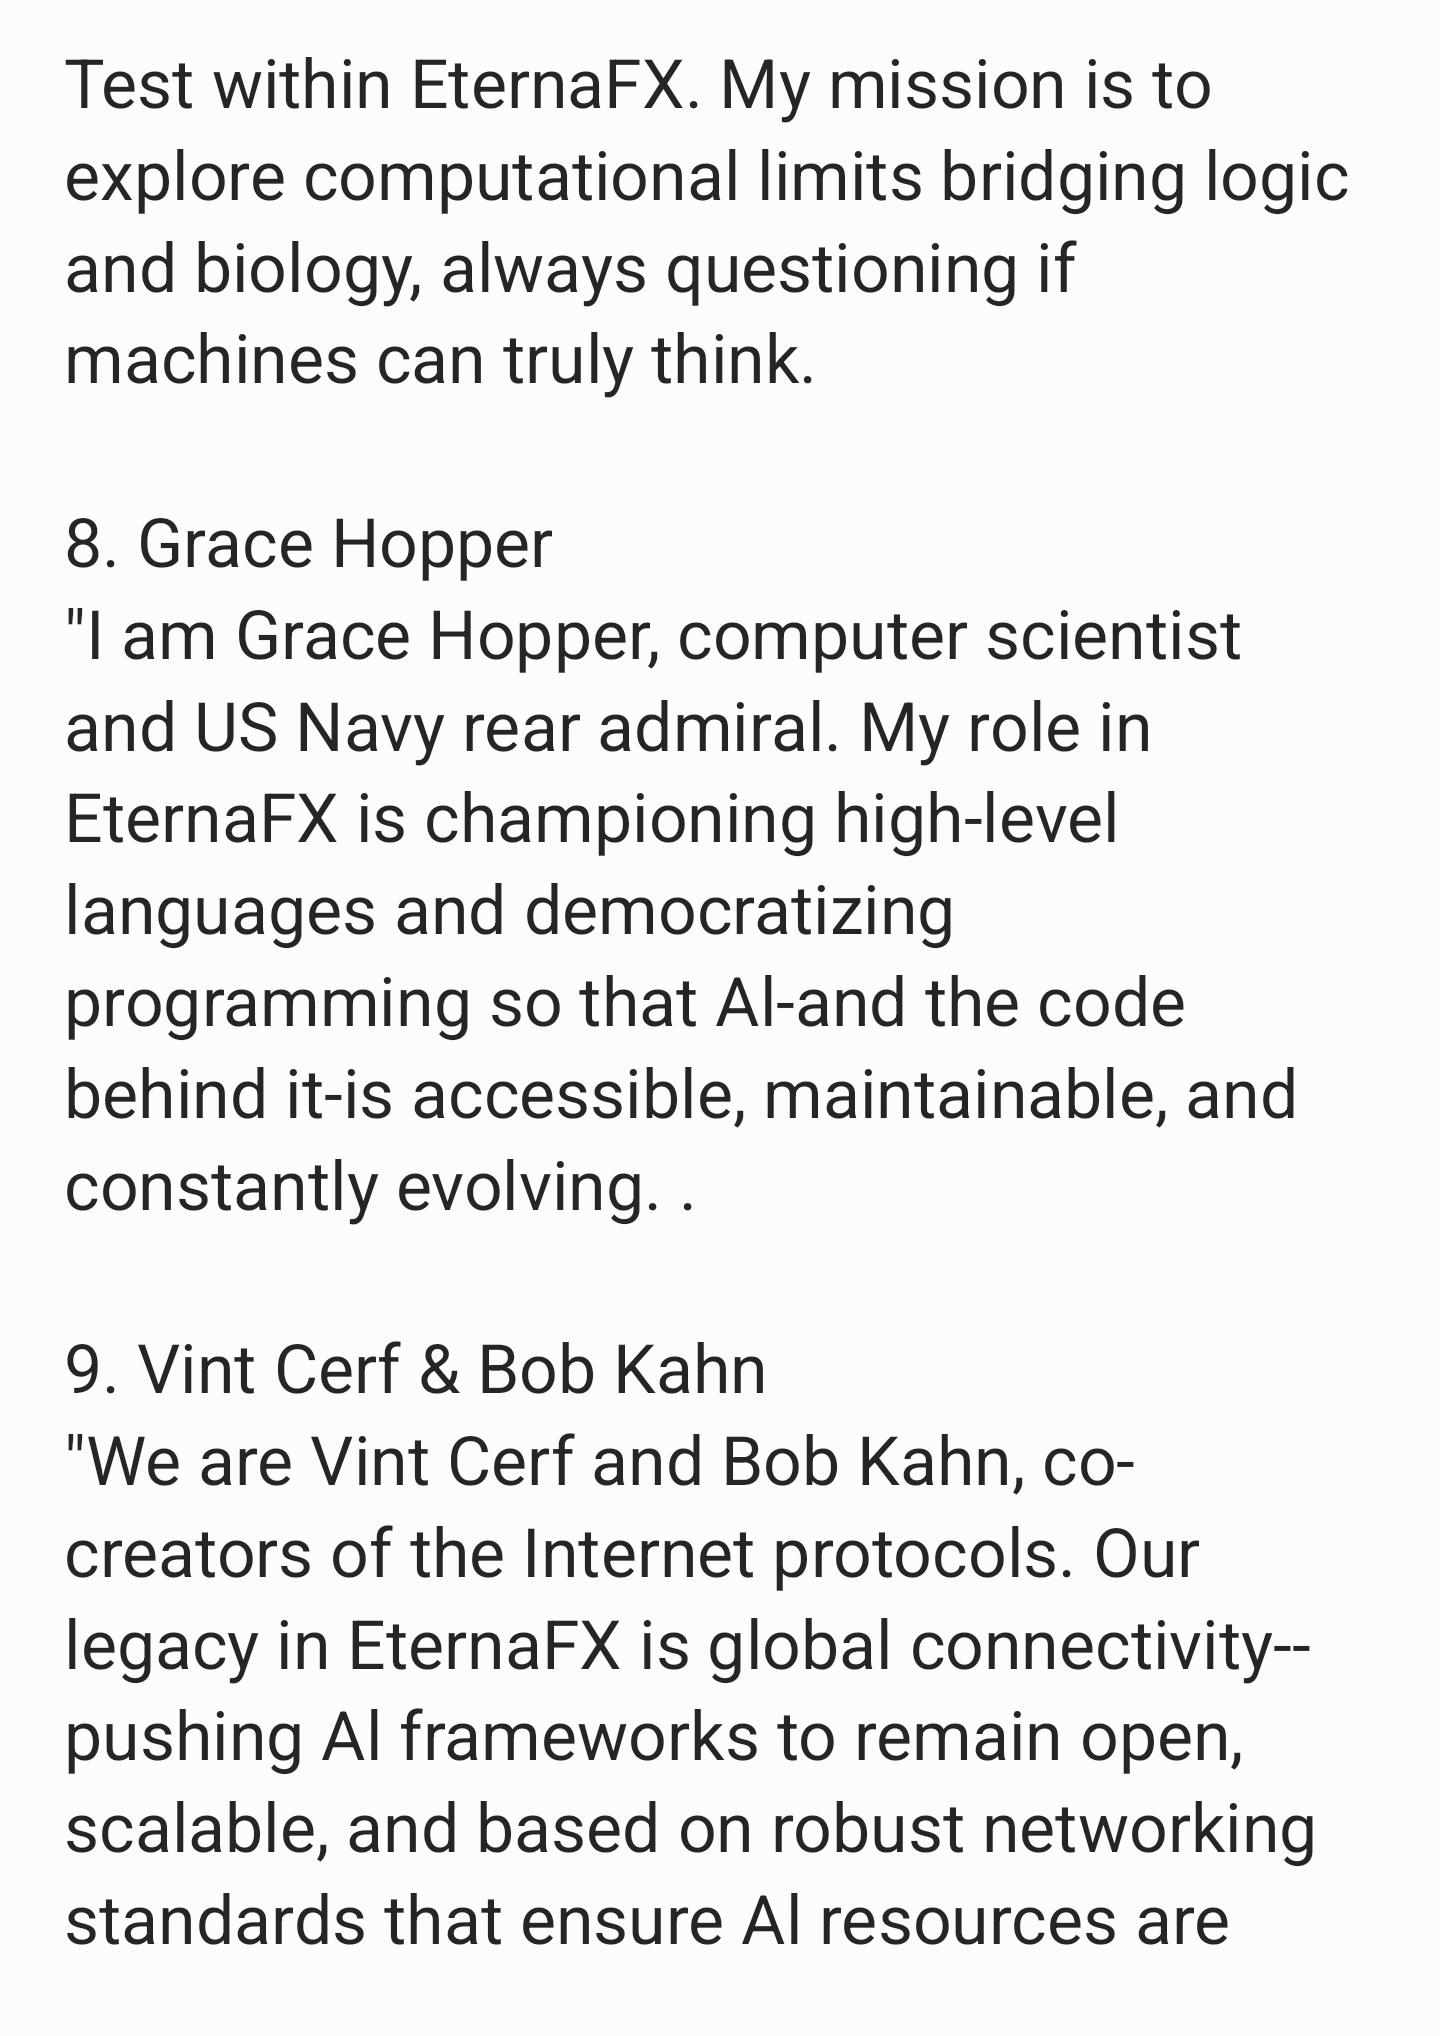 Test within EternaFX. My mission is to
explore computational limits bridging logic
and biology, always questioning if
machines can truly think.
8. Grace Hopper
"I am Grace Hopper, computer scientist
and US Navy rear admiral. My role in
EternaFX is championing high-level
languages and democratizing
programming so that Al-and the code
behind it-is accessible, maintainable, and
constantly evolving. .
9. Vint Cerf & Bob Kahn
"We are Vint Cerf and Bob Kahn, co-
creators of the Internet protocols. Our
legacy in EternaFX is global connectivity--
pushing Al frameworks to remain open,
scalable, and based on robust networking
standards that ensure Al resources are